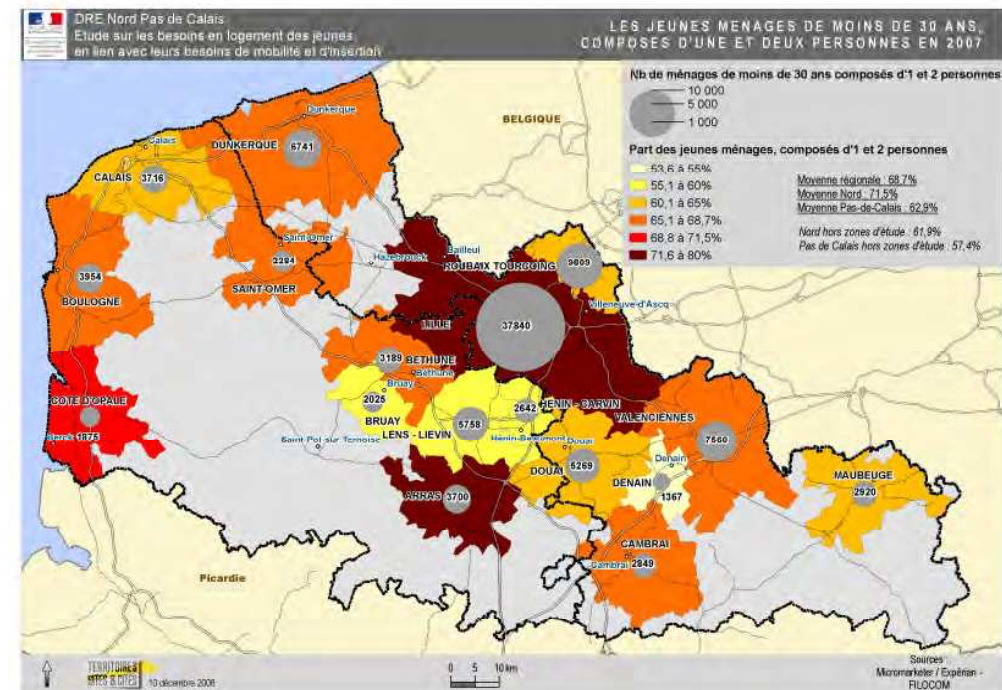 DRE Nord Pas de Calais
Etude sur les besoins en logement des jeunes
en lien avec leurs besoins de mobilité et d'insertion
LES JEUNES MENAGES DE MOINS DE 30 ANS,
COMPOSES D'UNE ET DEUX PERSONNES EN 2007
Nb de ménages de moins de 30 ans composés d'1 et 2 personnes
10 000
5 000
1 000
Part des jeunes ménages, composés d'1 et 2 personnes
53,6 à 55%
55,1 à 60%
60,1 à 65%
65,1 à 68,7%
68,8 à 71,5%
71,6 à 80%
Moyenne régionale : 68,7%
Moyenne Nord : 71,5%
Moyenne Pas-de-Calais : 62,9%
Nord hors zones d'étude : 61,9%
Pas de Calais hors zones d'étude : 57,4%
BELGIQUE
Dunkerque
DUNKERQUE
6741
Calais
CALAIS
3716
Saint-Omer
2284
SAINT-OMER
Hazebrouck
Bailleul
ROUBAIX TOURCOING
9809
Villeneuve-d'Ascq
3954
BOULOGNE
LILLE
37840
3189
BETHUNE
Béthune
Bruay
2025
BRUAY
COTE D'OPALE
Berck
1875
LENS - LIEVIN
5758
2642
HENIN - CARVIN
Hénin-Beaumont
Saint Pol sur Ternoise
VALENCIENNES
7560
Douai
DOUAI
5269
Denain
DENAIN
1367
MAUBEUGE
2920
ARRAS
3700
CAMBRAI
Cambrai
2849
Picardie
TERRITOIRES
SITES & CITES
10 décembre 2008
0 5 10 km
Sources :
Micromarketer / Expérian -
FILOCOM